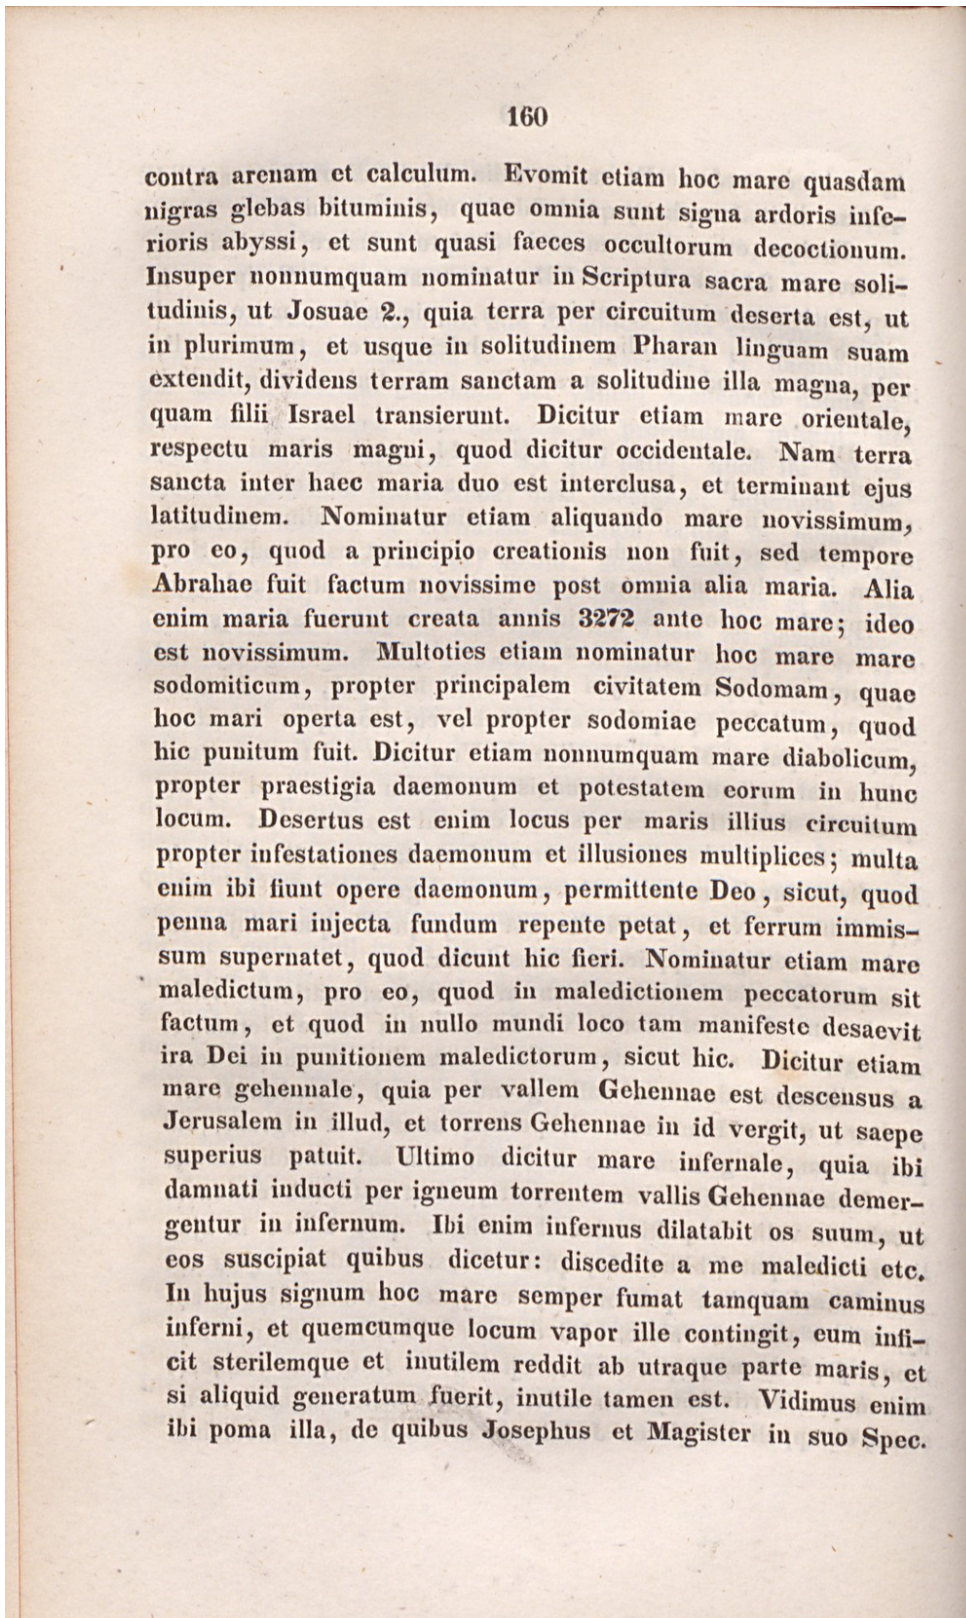 160
contra arenam et calculum. Evomit etiam hoc mare quasdam
nigras glebas bituminis, quae omnia sunt signa ardoris infe-
rioris abyssi, et sunt quasi faeces occultorum decoctionum.
Insuper nonnumquam nominatur in Scriptura sacra mare soli-
tudinis, ut Josuae 2., quia terra per circuitum deserta est, ut
in plurimum, et usque in solitudinem Pharan linguam suam
extendit, dividens terram sanctam a solitudine illa magna, per
quam filii Israel transierunt. Dicitur etiam mare orientale,
respectu maris magni, quod dicitur occidentale. Nam terra
sancta inter haec maria duo est interclusa, et terminant ejus
latitudinem. Nominatur etiam aliquando mare novissimum,
pro eo, quod a principio creationis non fuit, sed tempore
Abrahae fuit factum novissime post omnia alia maria. Alia
enim maria fuerunt creata annis 3272 ante hoc mare; ideo
est novissimum. Multoties etiam nominatur hoc mare mare
sodomiticum, propter principalem civitatem Sodomam, quae
hoc mari operta est, vel propter sodomiae peccatum, quod
hic punitum fuit. Dicitur etiam nonnumquam mare diabolicum,
propter praestigia daemonum et potestatem eorum in hunc
locum. Desertus est enim locus per maris illius circuitum
propter infestationes daemonum et illusiones multiplices; multa
enim ibi fiunt opere daemonum, permittente Deo, sicut, quod
penna mari injecta fundum repente petat, et ferrum immis-
sum supernatet, quod dicunt hic fieri. Nominatur etiam mare
maledictum, pro eo, quod in maledictionem peccatorum sit
factum, et quod in nullo mundi loco tam manifeste desaevit
ira Dei in punitionem maledictorum, sicut hic. Dicitur etiam
mare gehennale, quia per vallem Gehennae est descensus a
Jerusalem in illud, et torrens Gehennae in id vergit, ut saepe
superius patuit. Ultimo dicitur mare infernale, quia ibi
damnati inducti per igneum torrentem vallis Gehennae demer-
gentur in infernum. Ibi enim infernus dilatabit os suum, ut
eos suscipiat quibus dicetur: discedite a me maledicti etc.
In hujus signum hoc mare semper fumat tamquam caminus
inferni, et quemcumque locum vapor ille contingit, eum infi-
cit sterilemque et inutilem reddit ab utraque parte maris, et
si aliquid generatum fuerit, inutile tamen est. Vidimus enim
ibi poma illa, de quibus Josephus et Magister in suo Spec.